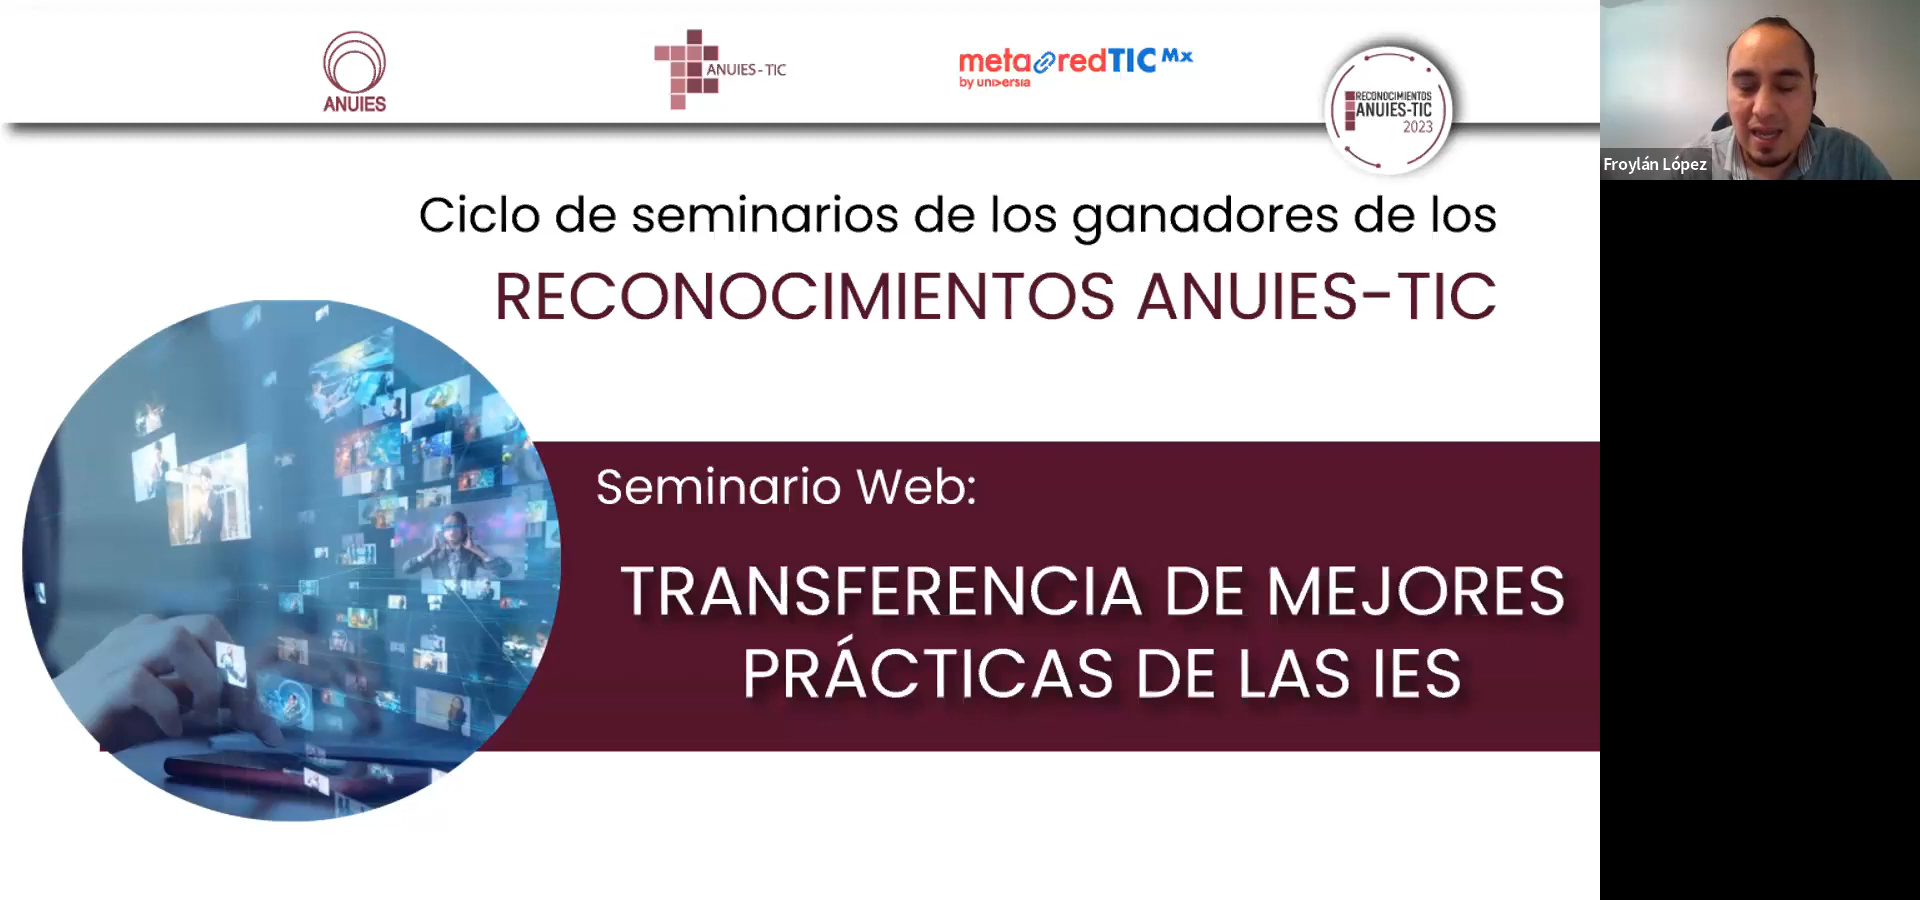 ANUIES
ANUIES-TIC
metaredTIC Mx
by universia
RECONOCIMIENTOS
ANUIES-TIC
2023
Froylán López
Ciclo de seminarios de los ganadores de los
RECONOCIMIENTOS ANUIES-TIC
Seminario Web:
TRANSFERENCIA DE MEJORES
PRÁCTICAS DE LAS IES